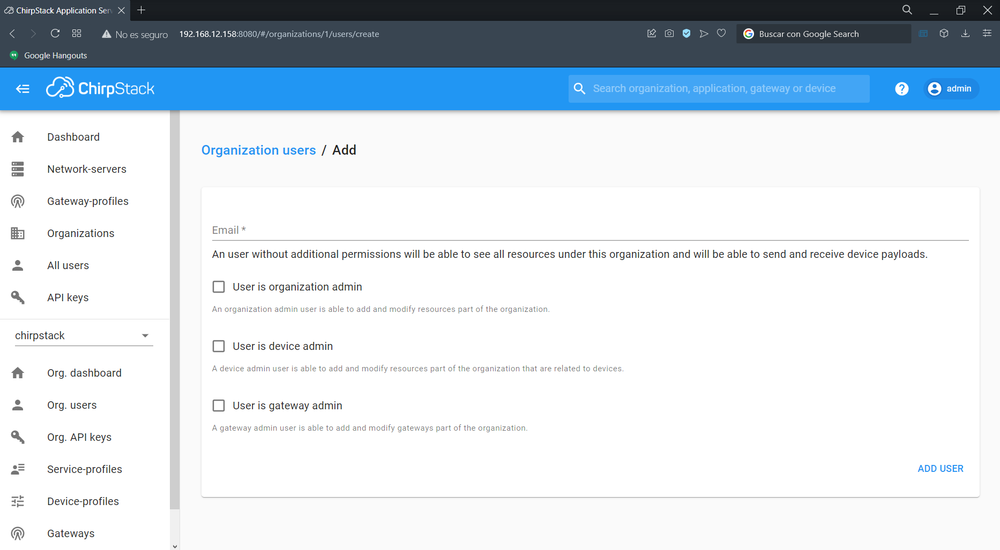 ChirpStack Application Serv
No es seguro
192.168.12.158:8080/#/organizations/1/users/create
Buscar con Google Search
Google Hangouts
ChirpStack
Search organization, application, gateway or device
admin
Dashboard
Network-servers
Gateway-profiles
Organizations
All users
API keys
chirpstack
Org. dashboard
Org. users
Org. API keys
Service-profiles
Device-profiles
Gateways
Organization users / Add
Email *
An user without additional permissions will be able to see all resources under this organization and will be able to send and receive device payloads.
User is organization admin
An organization admin user is able to add and modify resources part of the organization.
User is device admin
A device admin user is able to add and modify resources part of the organization that are related to devices.
User is gateway admin
A gateway admin user is able to add and modify gateways part of the organization.
ADD USER